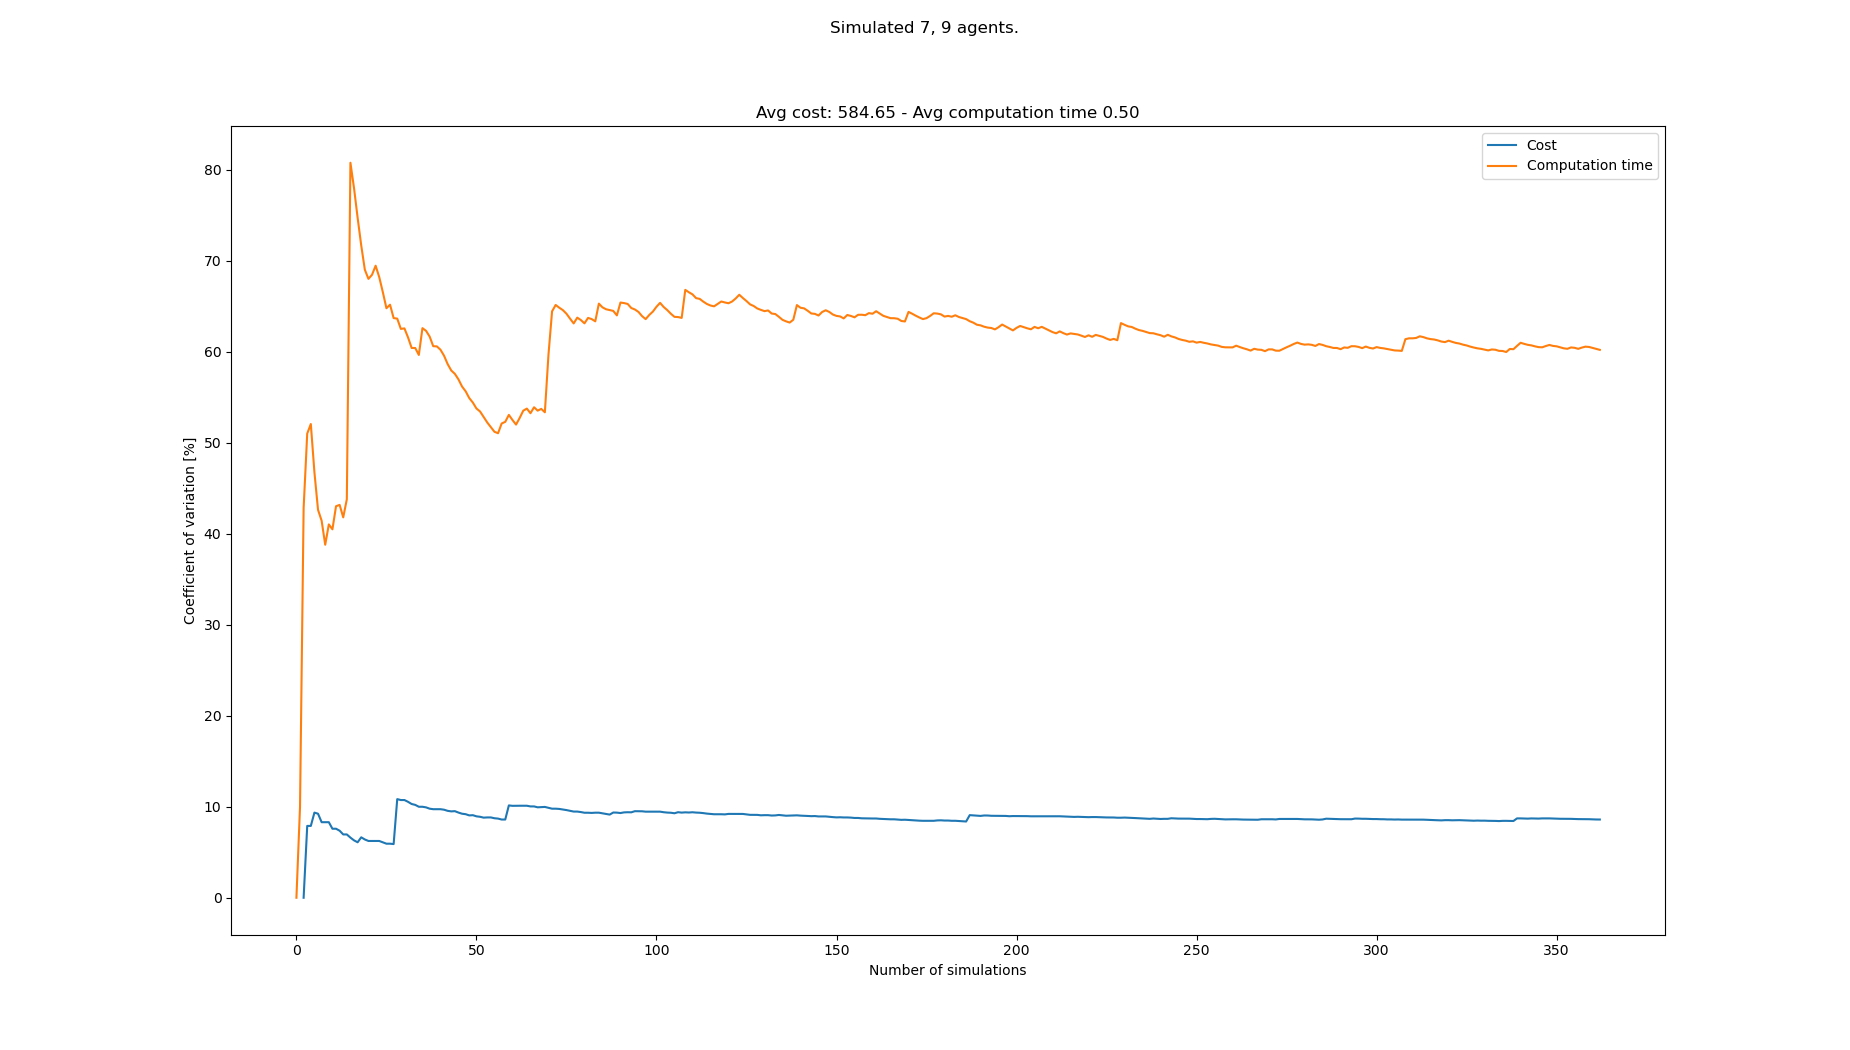 Simulated 7, 9 agents.
Avg cost: 584.65 - Avg computation time 0.50
Cost
Computation time
80
70
60
50
40
30
20
10
0
Coefficient of variation [%]
0 50 100 150 200 250 300 350
Number of simulations